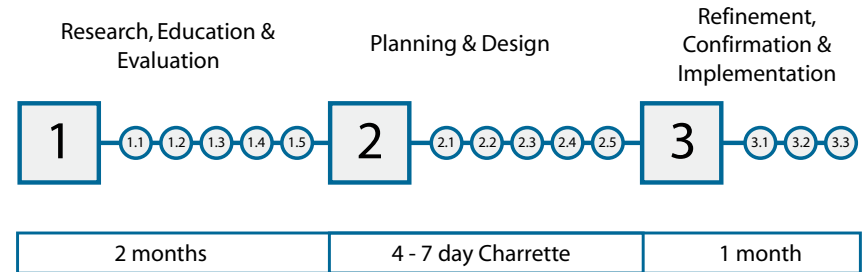 Research, Education &
Evaluation
Planning & Design
Refinement,
Confirmation &
Implementation
1 1.1 1.2 1.3 1.4 1.5 2 2.1 2.2 2.3 2.4 2.5 3 3.1 3.2 3.3
2 months 4 - 7 day Charrette 1 month